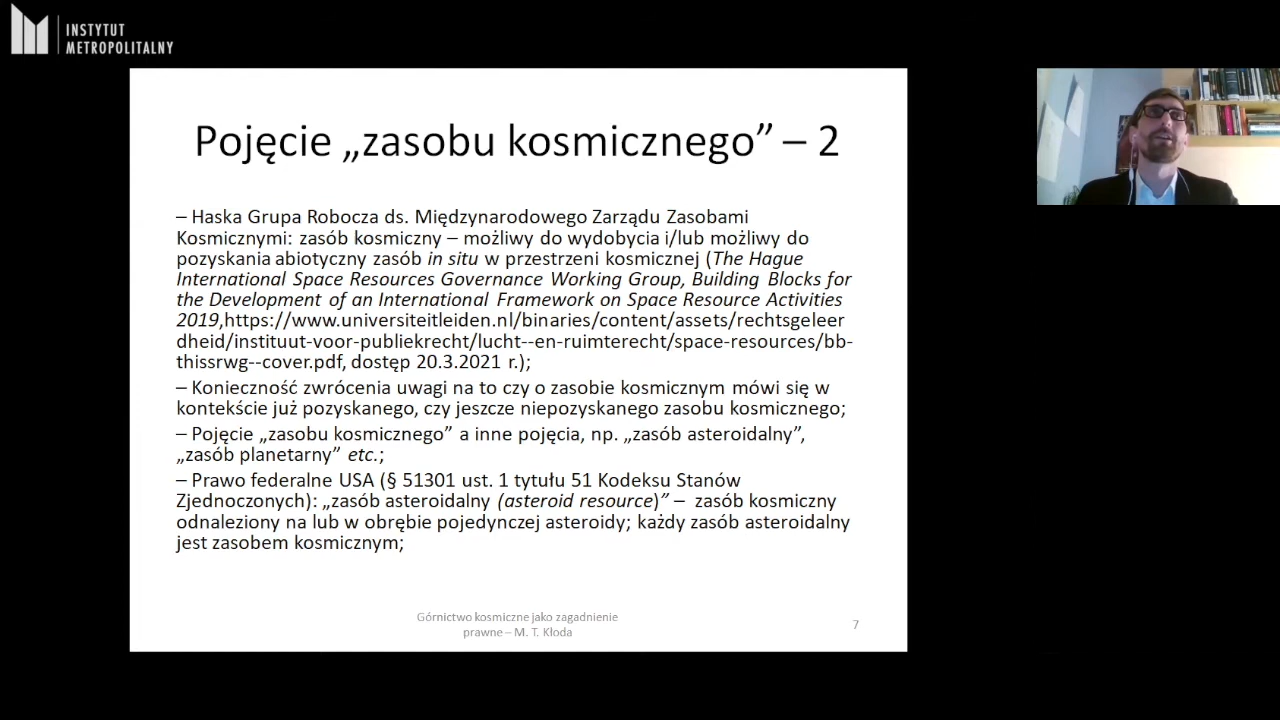 INSTYTUT
METROPOLITALNY
Pojęcie „zasobu kosmicznego” – 2
– Haska Grupa Robocza ds. Międzynarodowego Zarządu Zasobami
Kosmicznymi: zasób kosmiczny – możliwy do wydobycia i/lub możliwy do
pozyskania abiotyczny zasób in situ w przestrzeni kosmicznej (The Hague
International Space Resources Governance Working Group, Building Blocks for
the Development of an International Framework on Space Resource Activities
2019,https://www.universiteitleiden.nl/binaries/content/assets/rechtsgeleer
dheid/instituut-voor-publiekrecht/lucht--en-ruimterecht/space-resources/bb-
thissrwg--cover.pdf, dostęp 20.3.2021 r.);
– Konieczność zwrócenia uwagi na to czy o zasobie kosmicznym mówi się w
kontekście już pozyskanego, czy jeszcze niepozyskanego zasobu kosmicznego;
– Pojęcie „zasobu kosmicznego” a inne pojęcia, np. „zasób asteroidalny”,
„zasób planetarny” etc.;
– Prawo federalne USA (§ 51301 ust. 1 tytułu 51 Kodeksu Stanów
Zjednoczonych): „zasób asteroidalny (asteroid resource)” – zasób kosmiczny
odnaleziony na lub w obrębie pojedynczej asteroidy; każdy zasób asteroidalny
jest zasobem kosmicznym;
Górnictwo kosmiczne jako zagadnienie
prawne – M. T. Kłoda
7